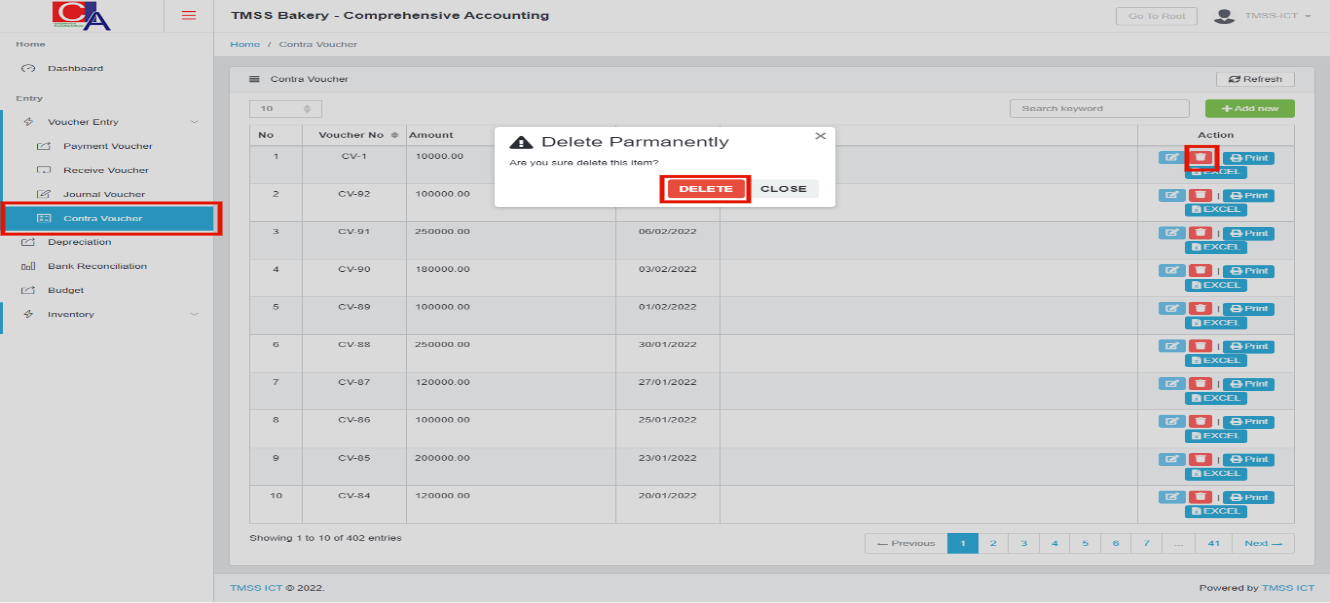 CA
TMSS Bakery - Comprehensive Accounting
Go To Root
TMSS-ICT
Home
Home / Contra Voucher
Dashboard
Contra Voucher
Refresh
Entry
10
Search keyword
+ Add new
Voucher Entry
No Voucher No Amount Action
Delete Parmanently ×
Are you sure delete this item?
DELETE CLOSE
Payment Voucher
Receive Voucher
Journal Voucher
Contra Voucher
Depreciation
Bank Reconciliation
Budget
Inventory
1 CV-1 10000.00 | Print
EXCEL
2 CV-92 100000.00 | Print
EXCEL
3 CV-91 250000.00 06/02/2022 | Print
EXCEL
4 CV-90 180000.00 03/02/2022 | Print
EXCEL
5 CV-89 100000.00 01/02/2022 | Print
EXCEL
6 CV-88 250000.00 30/01/2022 | Print
EXCEL
7 CV-87 120000.00 27/01/2022 | Print
EXCEL
8 CV-86 100000.00 25/01/2022 | Print
EXCEL
9 CV-85 200000.00 23/01/2022 | Print
EXCEL
10 CV-84 120000.00 20/01/2022 | Print
EXCEL
Showing 1 to 10 of 402 entries
← Previous 1 2 3 4 5 6 7 ... 41 Next →
TMSS ICT © 2022.
Powered by TMSS ICT